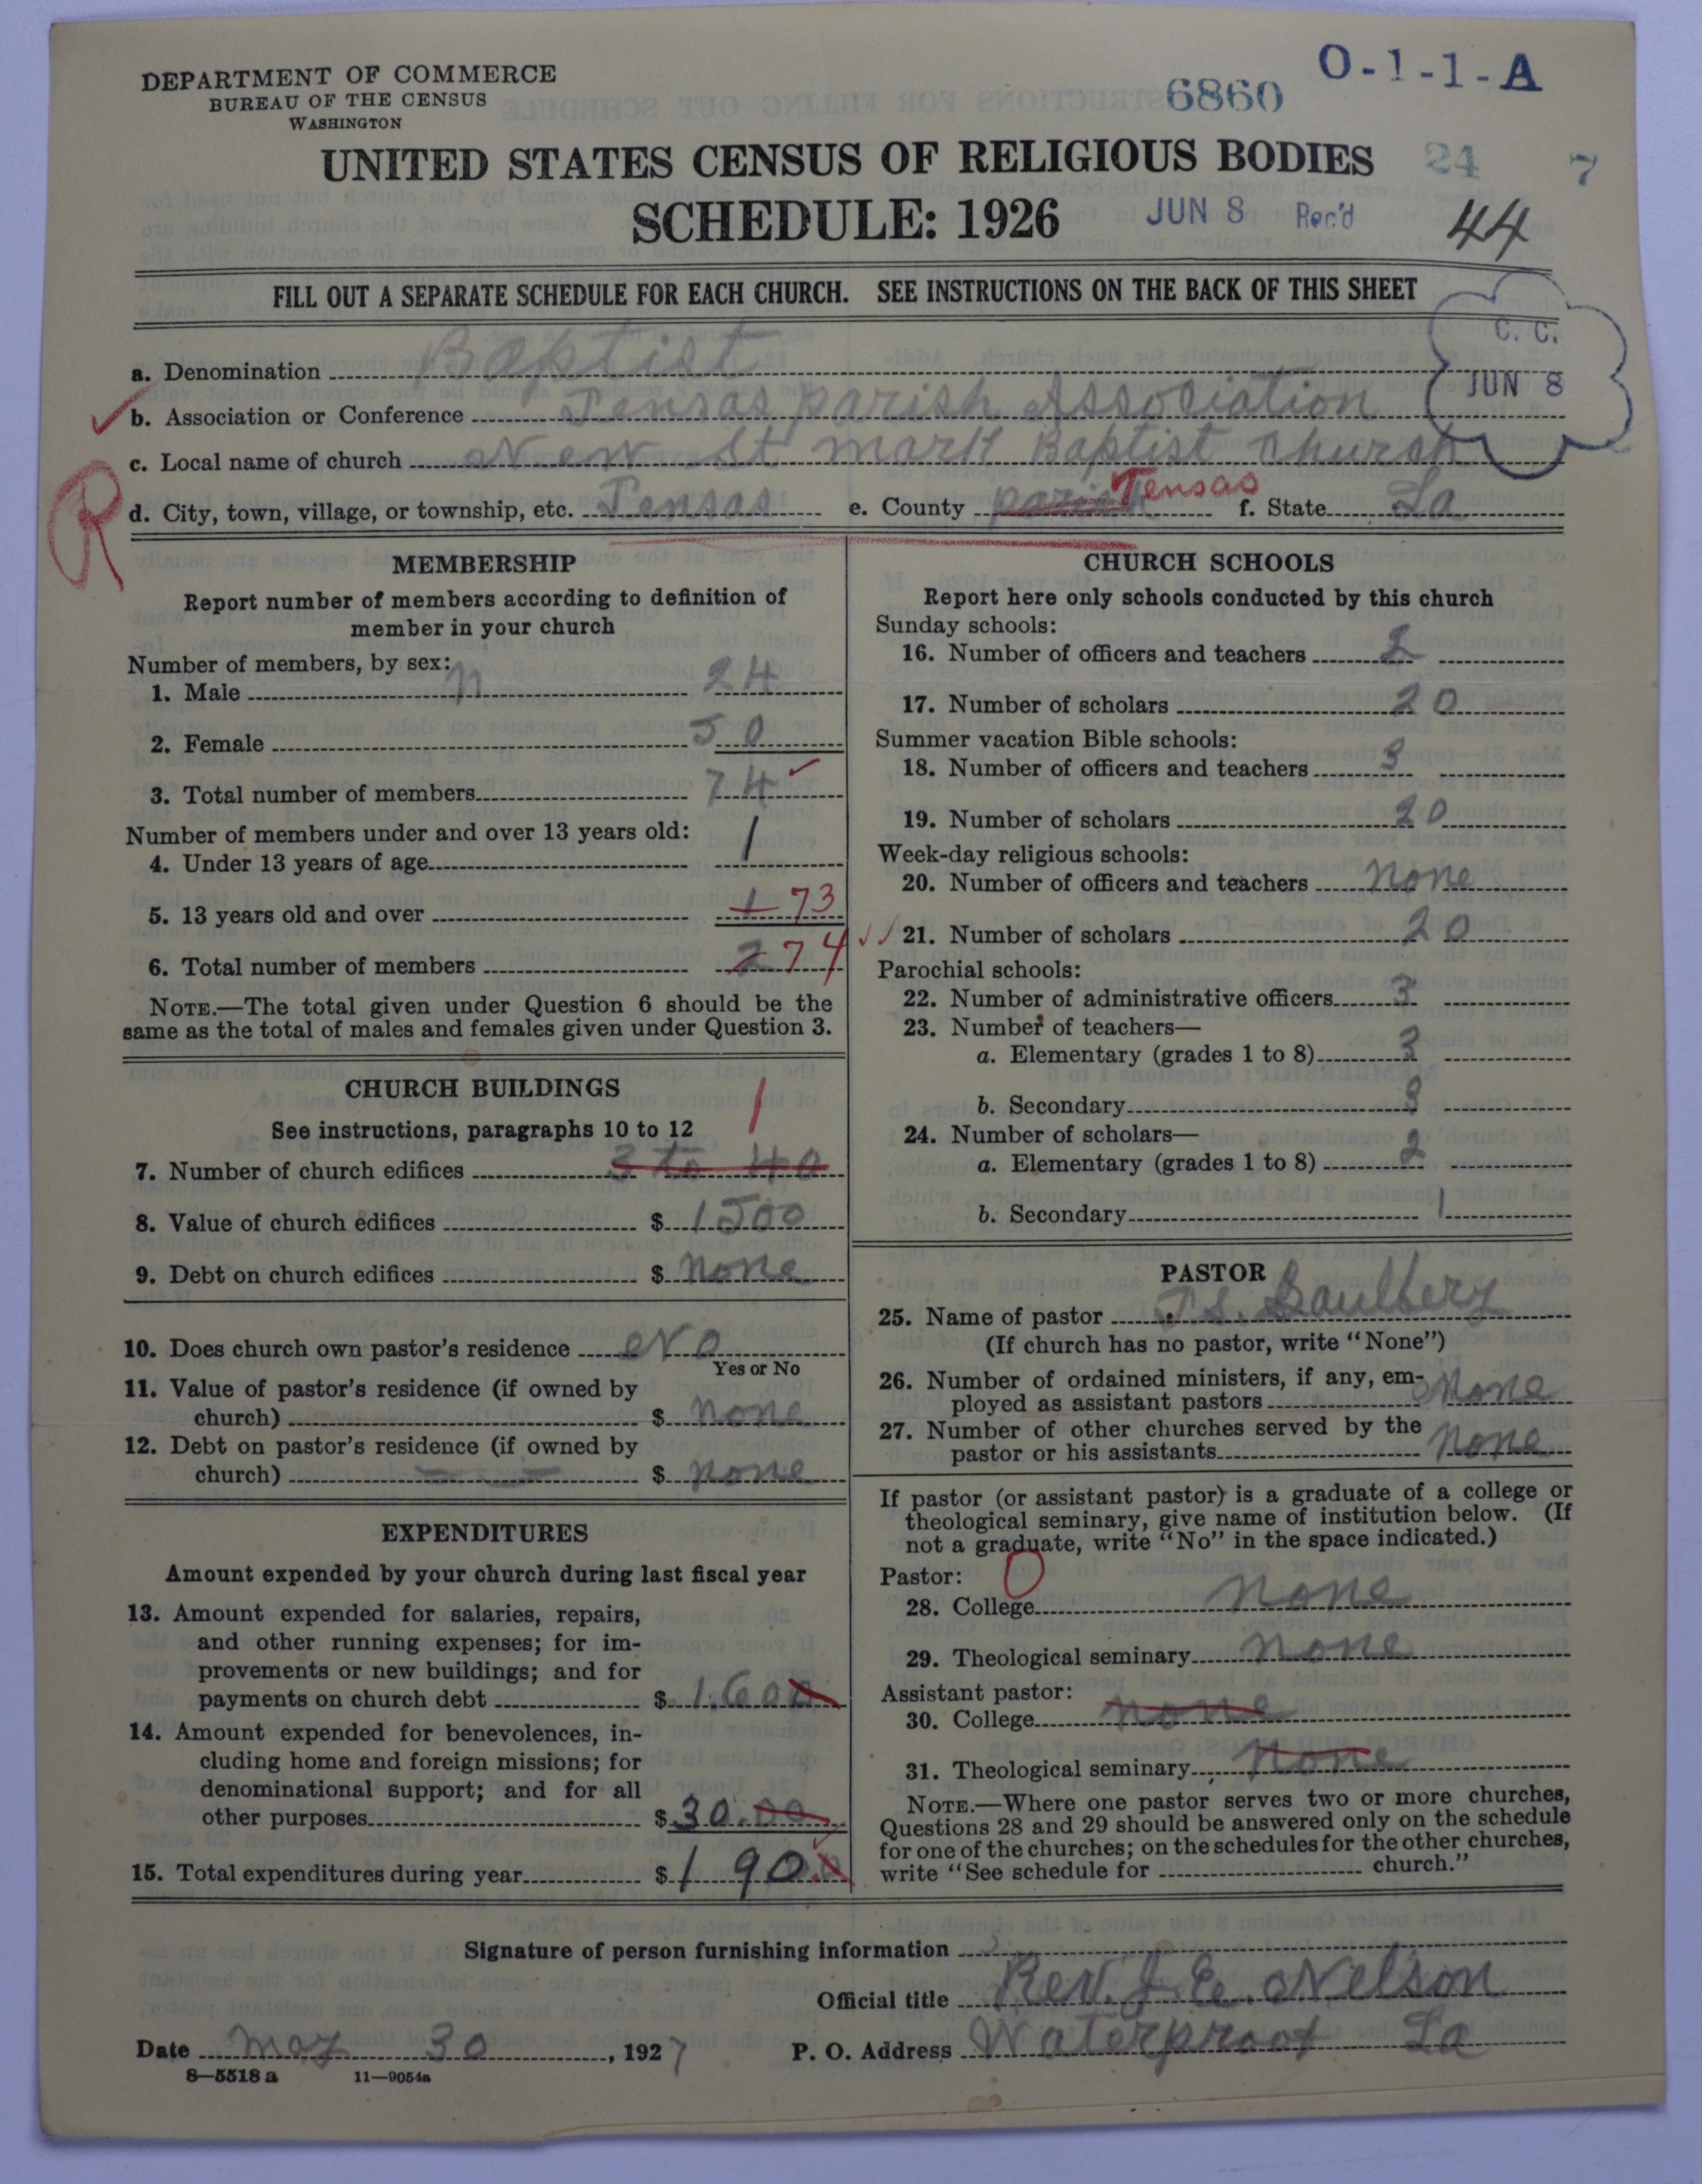 DEPARTMENT OF COMMERCE
BUREAU OF THE CENSUS
WASHINGTON
6860
O-1-1-A
UNITED STATES CENSUS OF RELIGIOUS BODIES
24 7
SCHEDULE: 1926
JUN 8 Rec'd
44
FILL OUT A SEPARATE SCHEDULE FOR EACH CHURCH. SEE INSTRUCTIONS ON THE BACK OF THIS SHEET
C. C.
JUN 8
a. Denomination Baptist
b. Association or Conference Tensas parish Association
c. Local name of church New St mark Baptist Church
R
d. City, town, village, or township, etc. Tensas e. County parish Tensas f. State La
MEMBERSHIP
Report number of members according to definition of
member in your church
Number of members, by sex:
1. Male n 24
2. Female 50
3. Total number of members 74
Number of members under and over 13 years old:
4. Under 13 years of age 1
5. 13 years old and over 1 73
6. Total number of members 2 74
NOTE.—The total given under Question 6 should be the
same as the total of males and females given under Question 3.
CHURCH BUILDINGS
See instructions, paragraphs 10 to 12
1
7. Number of church edifices 3 to 40
8. Value of church edifices $ 1500
9. Debt on church edifices $ none
10. Does church own pastor's residence No
Yes or No
11. Value of pastor's residence (if owned by
church) $ none
12. Debt on pastor's residence (if owned by
church) $ none
EXPENDITURES
Amount expended by your church during last fiscal year
13. Amount expended for salaries, repairs,
and other running expenses; for im-
provements or new buildings; and for
payments on church debt $ 1.600
14. Amount expended for benevolences, in-
cluding home and foreign missions; for
denominational support; and for all
other purposes $ 30.00
15. Total expenditures during year $ 190.0
CHURCH SCHOOLS
Report here only schools conducted by this church
Sunday schools:
16. Number of officers and teachers 2
17. Number of scholars 20
Summer vacation Bible schools:
18. Number of officers and teachers 3
19. Number of scholars 20
Week-day religious schools:
20. Number of officers and teachers none
21. Number of scholars 20
Parochial schools:
22. Number of administrative officers 3
23. Number of teachers—
a. Elementary (grades 1 to 8) 3
b. Secondary 3
24. Number of scholars—
a. Elementary (grades 1 to 8) 2
b. Secondary 1
PASTOR
25. Name of pastor
(If church has no pastor, write "None")
26. Number of ordained ministers, if any, em-
ployed as assistant pastors None
27. Number of other churches served by the
pastor or his assistants None
If pastor (or assistant pastor) is a graduate of a college or
theological seminary, give name of institution below. (If
not a graduate, write "No" in the space indicated.)
Pastor: 0
28. College none
29. Theological seminary none
Assistant pastor:
30. College none
31. Theological seminary None
NOTE.—Where one pastor serves two or more churches,
Questions 28 and 29 should be answered only on the schedule
for one of the churches; on the schedules for the other churches,
write "See schedule for church."
Signature of person furnishing information
Official title Rev. J. E. Nelson
Date may 30, 1927 P. O. Address Waterproof La
8—5518 a 11—9054a